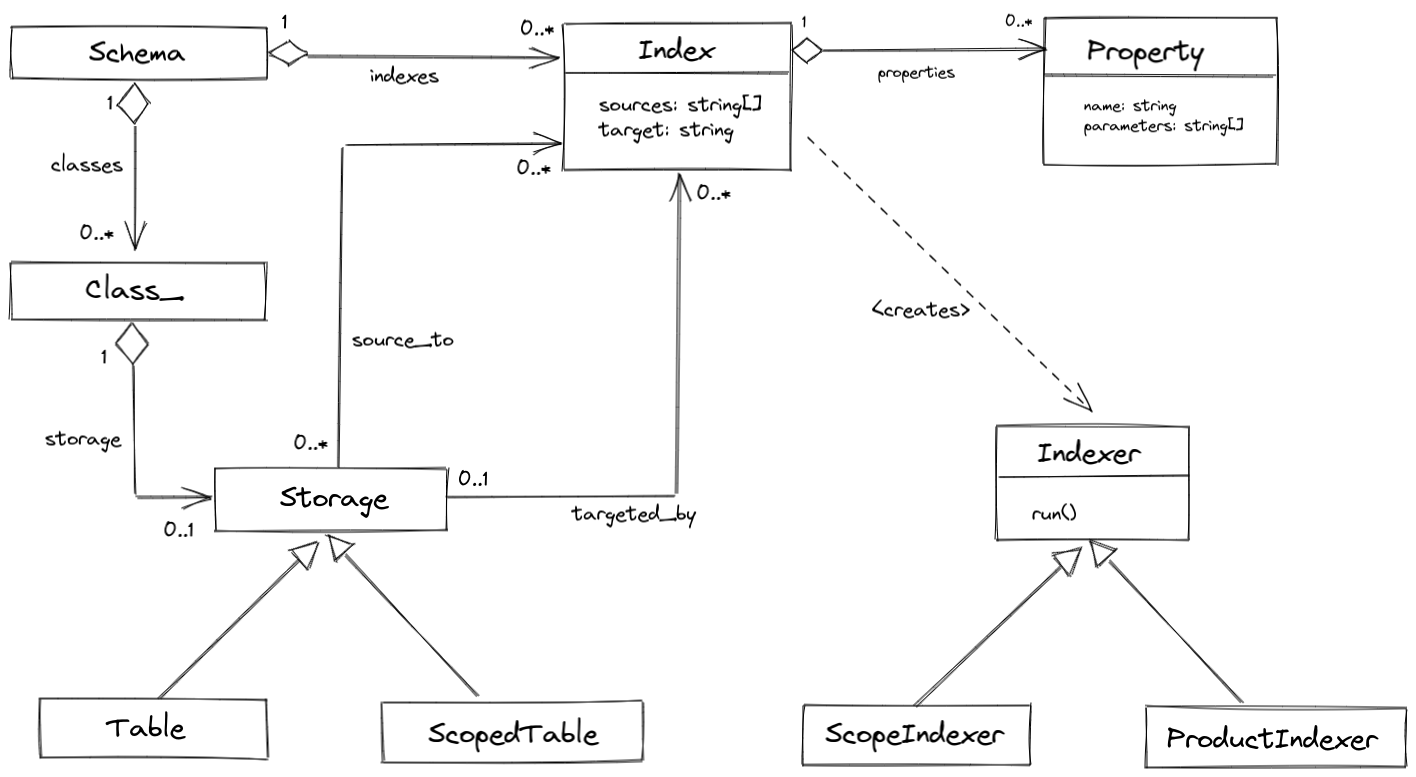 1
0..*
1
0..*
Schema
Index
Property
indexes
properties
1
sources: string[]
target: string
name: string
parameters: string[]
classes
0..*
0..*
0..*
Class_
<creates>
1
source_to
storage
0..*
Indexer
0..1
Storage
run()
0..1
targeted_by
Table
ScopedTable
ScopeIndexer
ProductIndexer